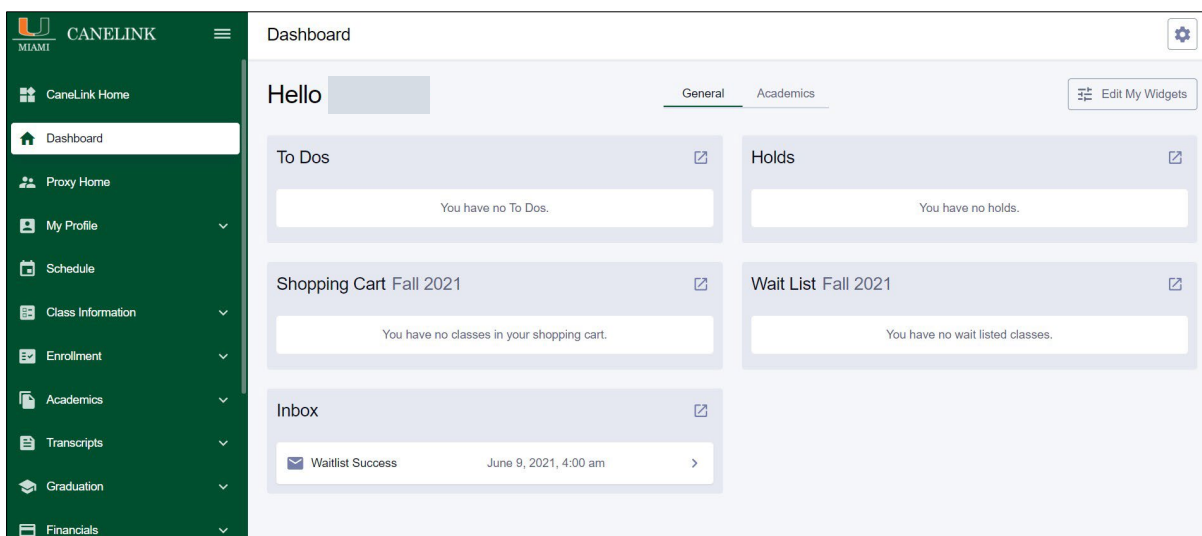 MIAMI
CANELINK
CaneLink Home
Dashboard
Proxy Home
My Profile
Schedule
Class Information
Enrollment
Academics
Transcripts
Graduation
Financials
Dashboard
Hello
General Academics
Edit My Widgets
To Dos
You have no To Dos.
Holds
You have no holds.
Shopping Cart Fall 2021
You have no classes in your shopping cart.
Wait List Fall 2021
You have no wait listed classes.
Inbox
Waitlist Success June 9, 2021, 4:00 am